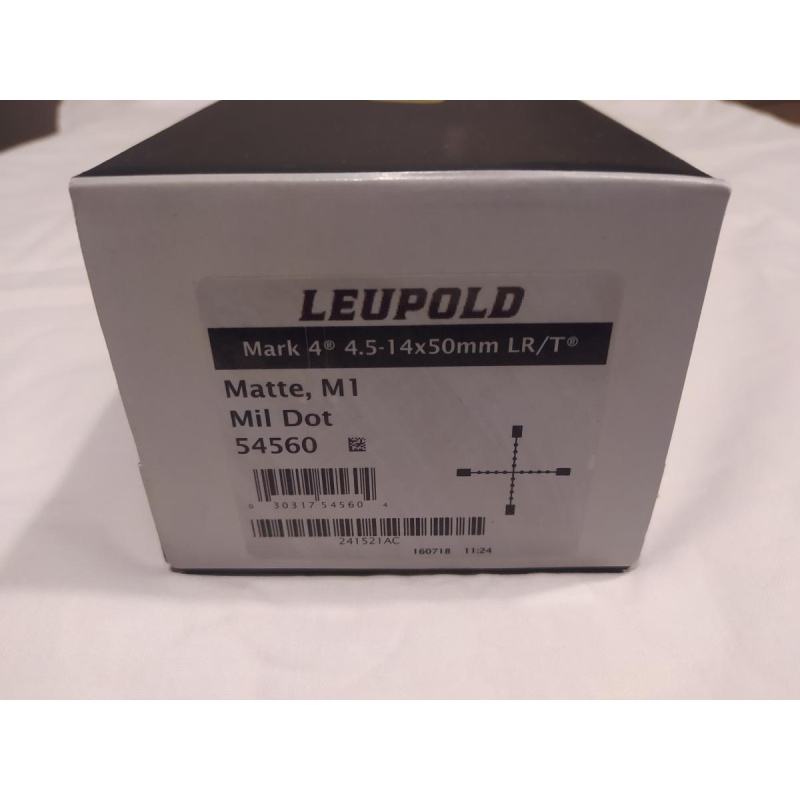 LEUPOLD
Mark 4® 4.5-14x50mm LR/T®
Matte, M1
Mil Dot
54560
0 30317 54560 4
241521AC
160718 11:24